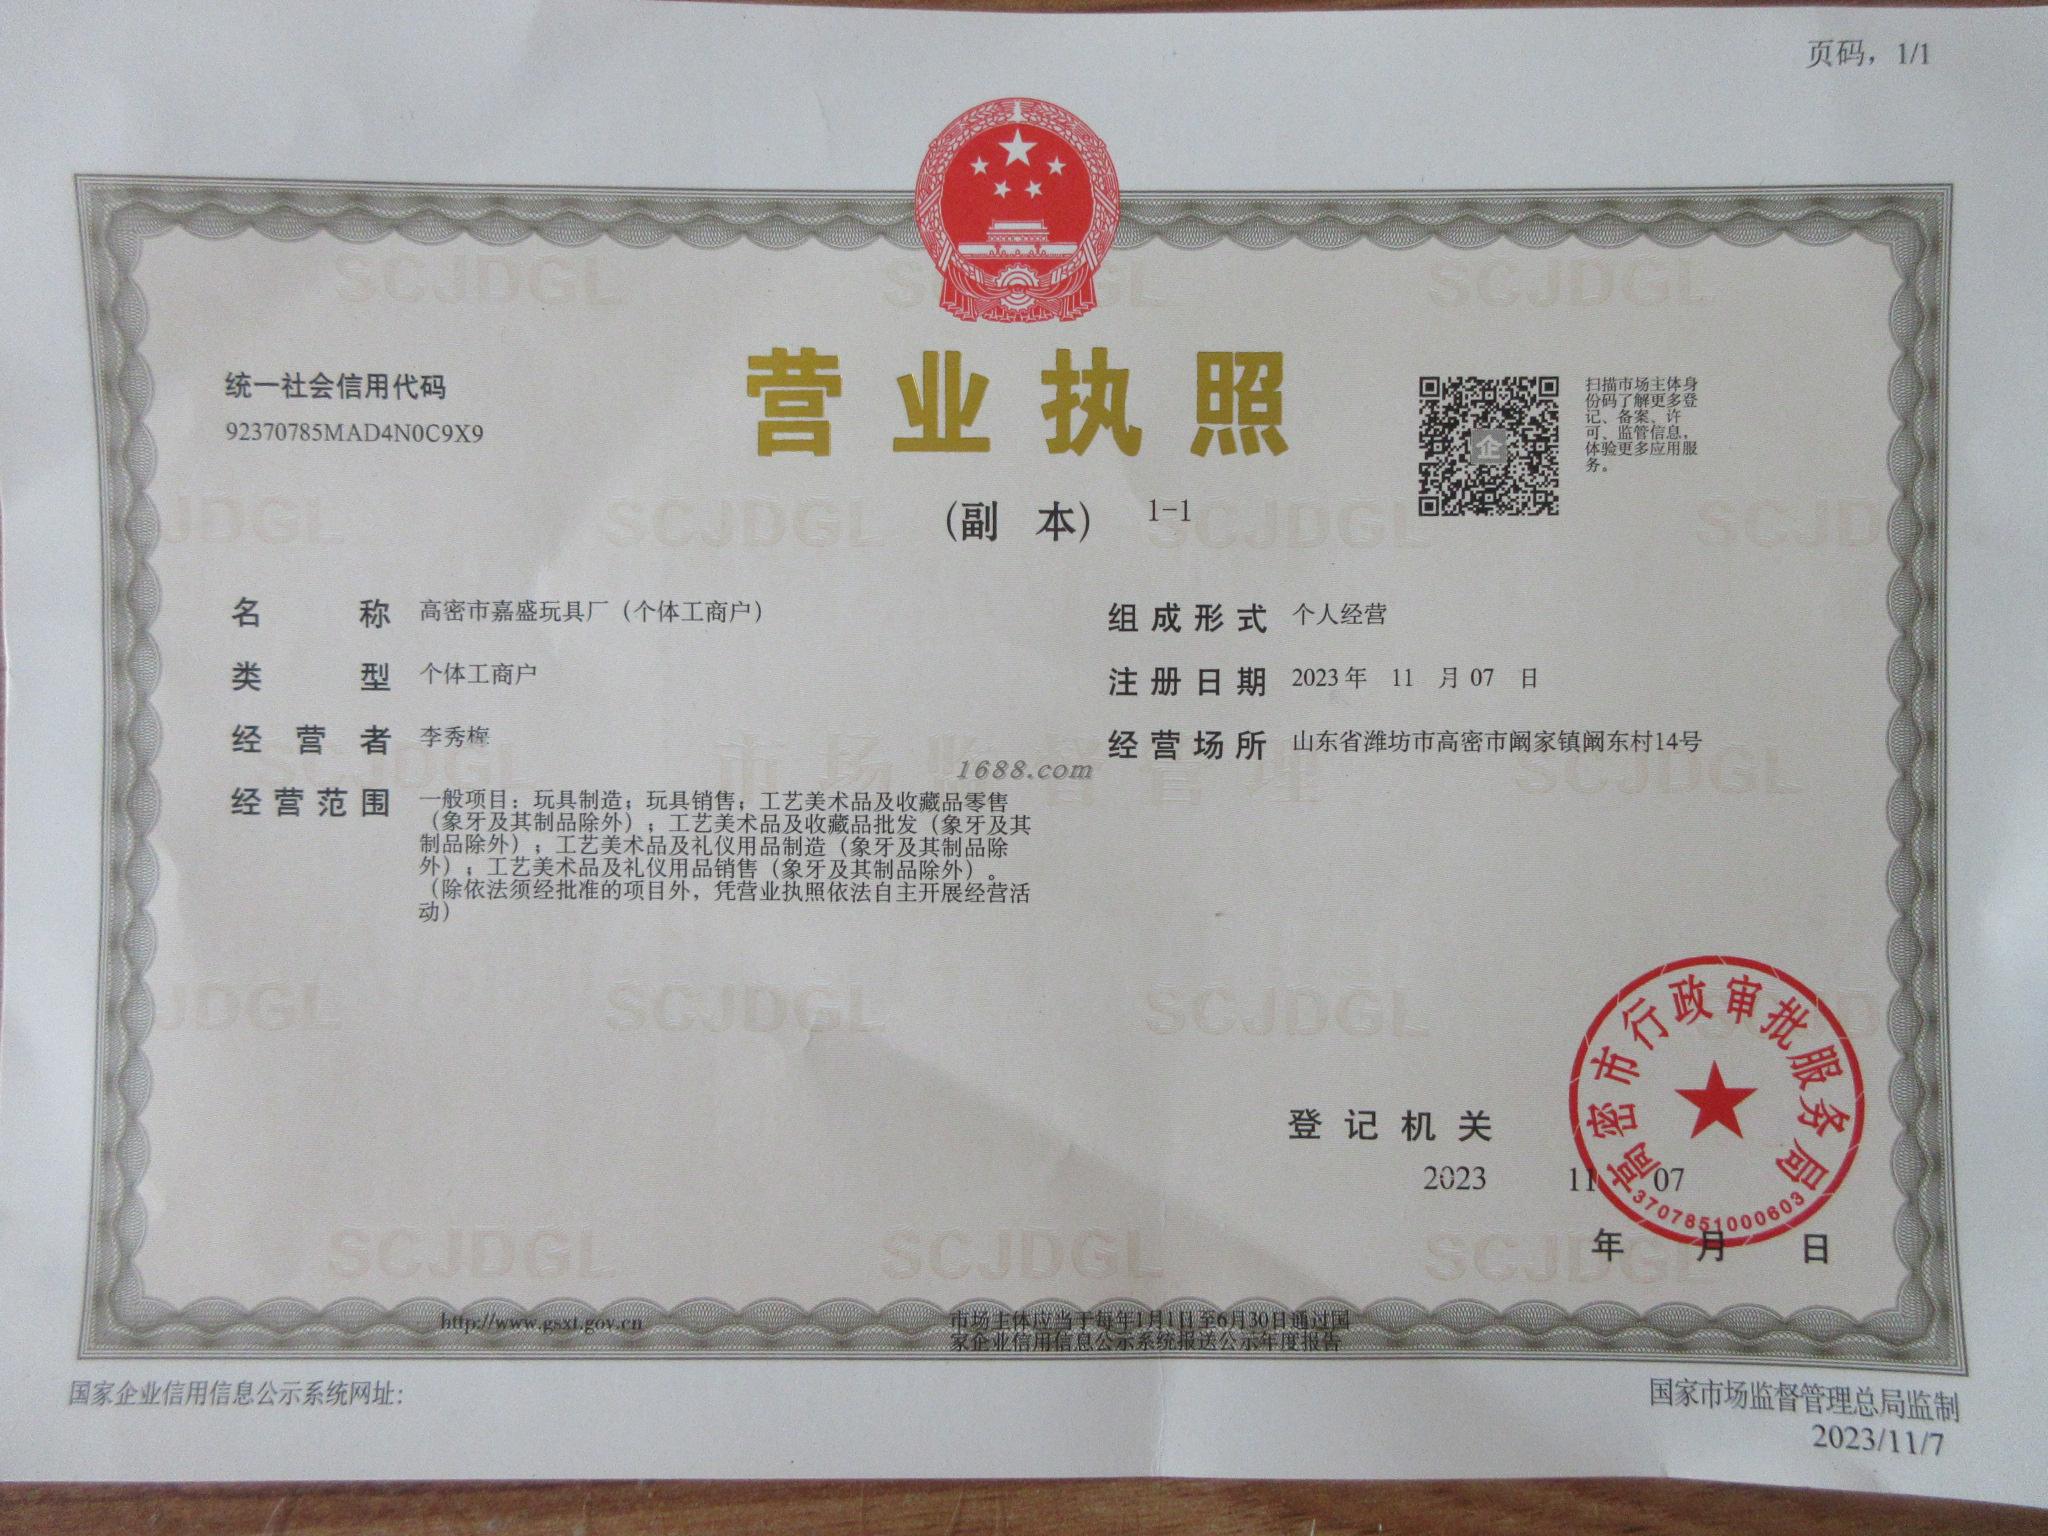 页码，1/1
营业执照
(副 本) 1-1
统一社会信用代码
92370785MAD4N0C9X9
扫描市场主体身
份码了解更多登
记、备案、许
可、监管信息，
体验更多应用服
务。
企
名 称 高密市嘉盛玩具厂（个体工商户）
类 型 个体工商户
经 营 者 李秀梅
经营范围 一般项目：玩具制造；玩具销售；工艺美术品及收藏品零售
（象牙及其制品除外）；工艺美术品及收藏品批发（象牙及其
制品除外）；工艺美术品及礼仪用品制造（象牙及其制品除
外）；工艺美术品及礼仪用品销售（象牙及其制品除外）。
（除依法须经批准的项目外，凭营业执照依法自主开展经营活
动）
组成形式 个人经营
注册日期 2023年 11 月 07 日
经营场所 山东省潍坊市高密市阚家镇阚东村14号
1688.com
市场监督管理
SCJDGL
登记机关
2023 11 07
年 月 日
高密市行政审批服务局
3707851000603
http://www.gsxt.gov.cn
市场主体应当于每年1月1日至6月30日通过国
家企业信用信息公示系统报送公示年度报告
国家企业信用信息公示系统网址:
国家市场监督管理总局监制
2023/11/7